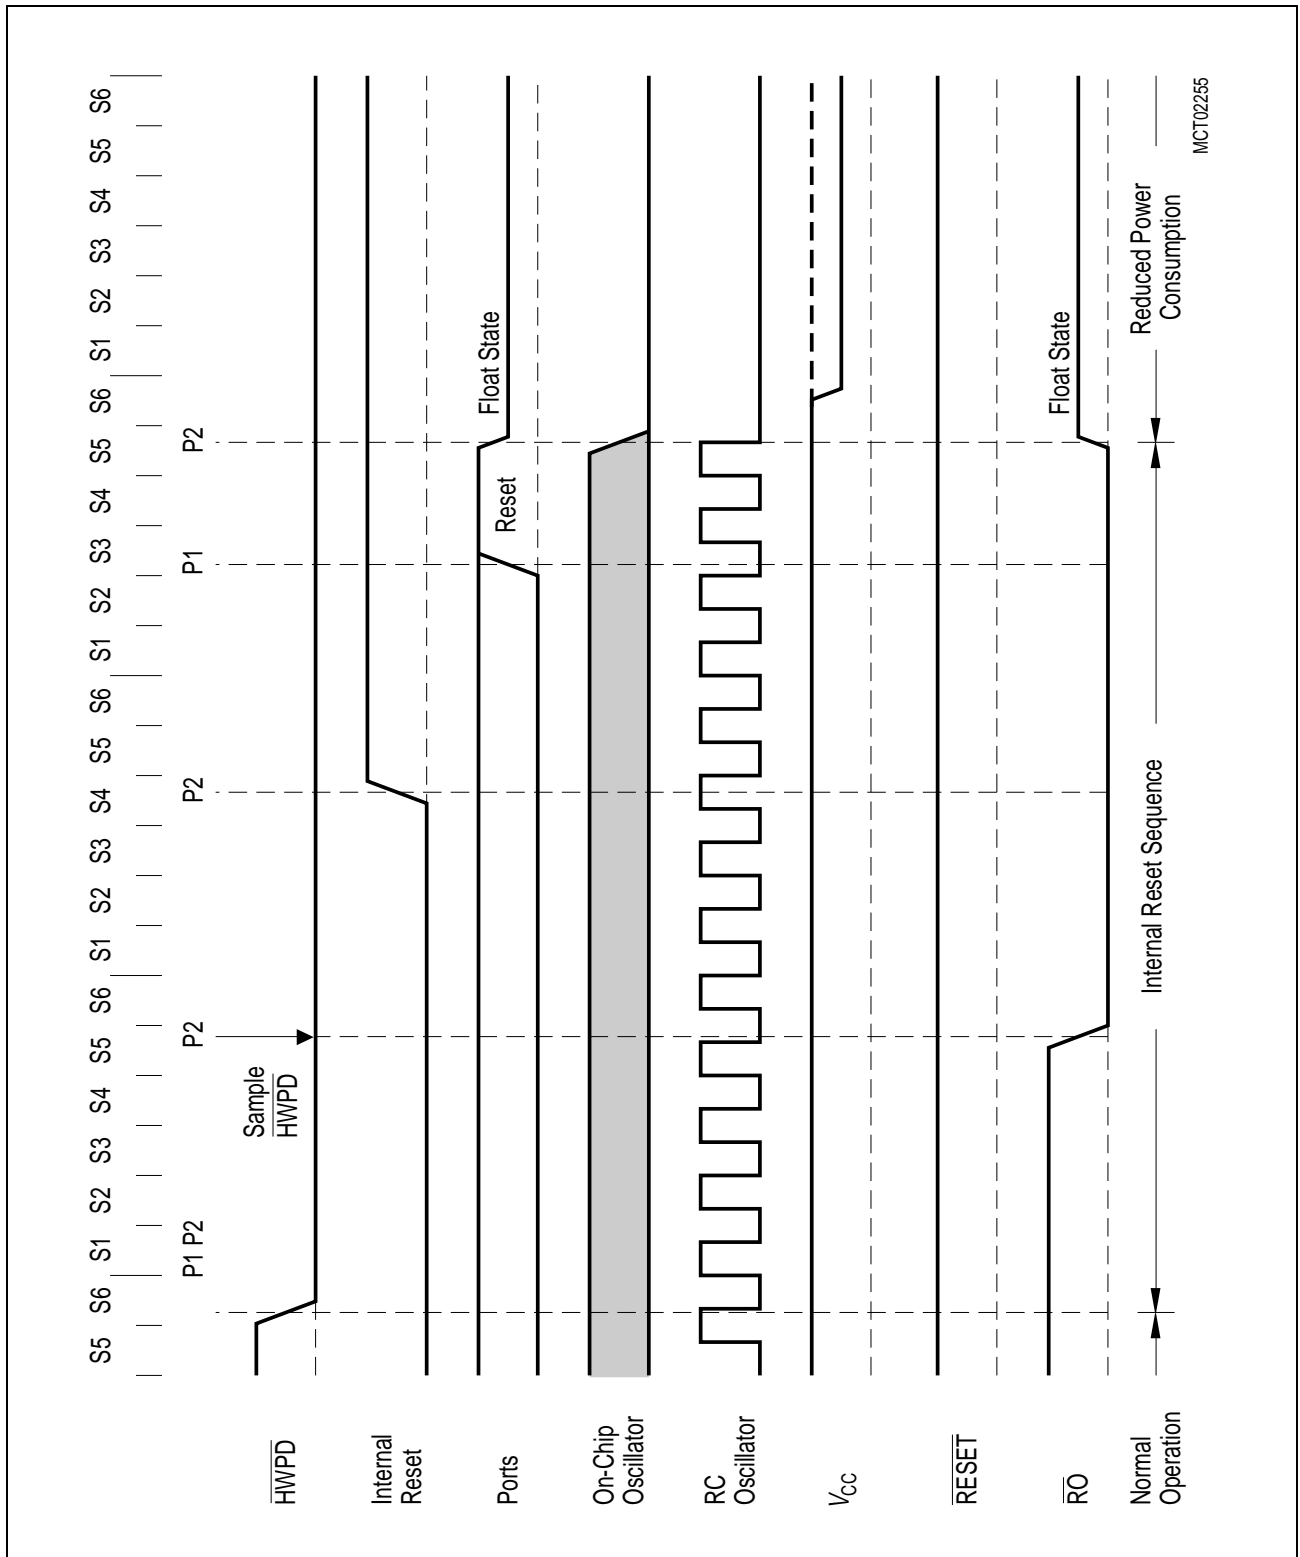 S5 S6 S1 S2 S3 S4 S5 S6 S1 S2 S3 S4 S5 S6 S1 S2 S3 S4 S5 S6 S1 S2 S3 S4 S5 S6
P1 P2 P2 P2 P1 P2
HWPD
Sample
HWPD
Internal
Reset
Ports
Reset
Float State
On-Chip
Oscillator
RC
Oscillator
VCC
RESET
RO
Float State
Normal
Operation
Internal Reset Sequence
Reduced Power
Consumption
MCT02255